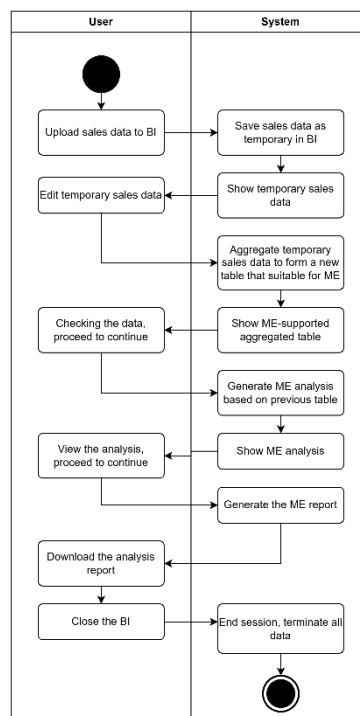 User
System
Upload sales data to BI
Save sales data as
temporary in BI
Show temporary sales
data
Edit temporary sales data
Aggregate temporary
sales data to form a new
table that suitable for ME
Show ME-supported
aggregated table
Checking the data,
proceed to continue
Generate ME analysis
based on previous table
Show ME analysis
View the analysis,
proceed to continue
Generate the ME report
Download the analysis
report
Close the BI
End session, terminate all
data